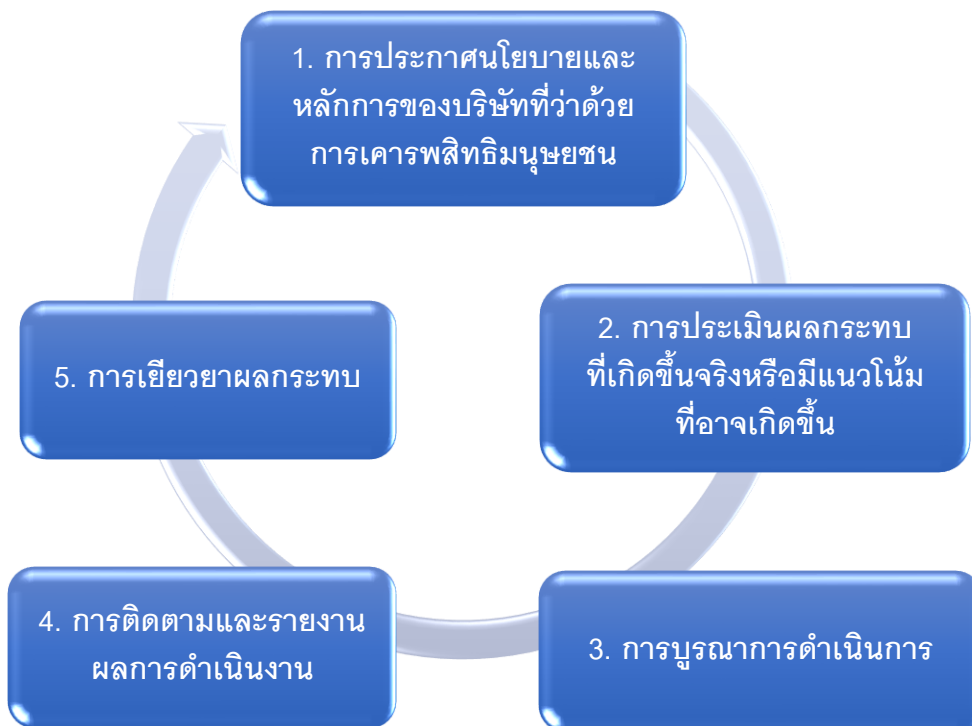 1. การประกาศนโยบายและ
หลักการของบริษัทที่ว่าด้วย
การเคารพสิทธิมนุษยชน
2. การประเมินผลกระทบ
ที่เกิดขึ้นจริงหรือมีแนวโน้ม
ที่อาจเกิดขึ้น
3. การบูรณาการดำเนินการ
4. การติดตามและรายงาน
ผลการดำเนินงาน
5. การเยียวยาผลกระทบ